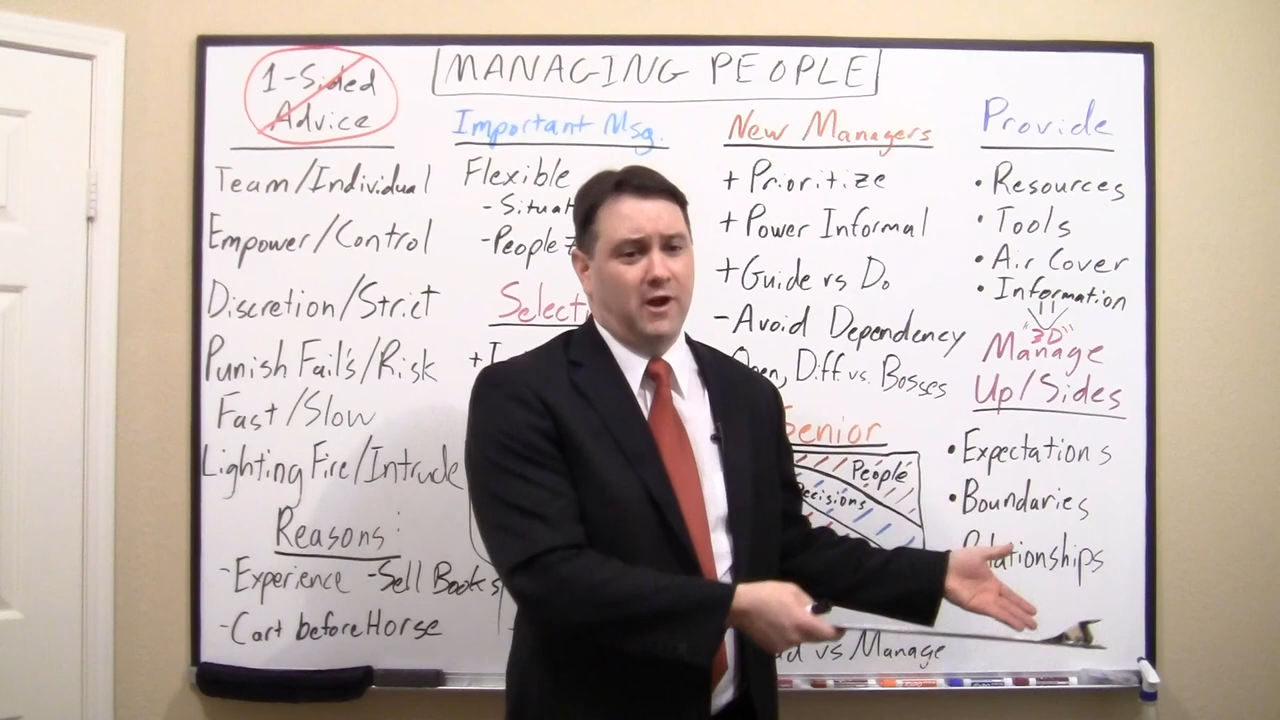 MANAGING PEOPLE
1-Sided
Advice
Team/Individual
Empower/Control
Discretion/Strict
Punish Fail's/Risk
Fast/Slow
Lighting Fire/Intrude
Reasons:
-Experience -Sell Books
-Cart before Horse
Important Msg.
Flexible
-People
New Managers
+ Prioritize
+ Power Informal
+ Guide vs Do
- Avoid Dependency
Diff. vs. Bosses
Senior
People
Decisions
vs Manage
Provide
• Resources
• Tools
• Air Cover
• Information
"3D"
Manage
Up/Sides
• Expectations
• Boundaries